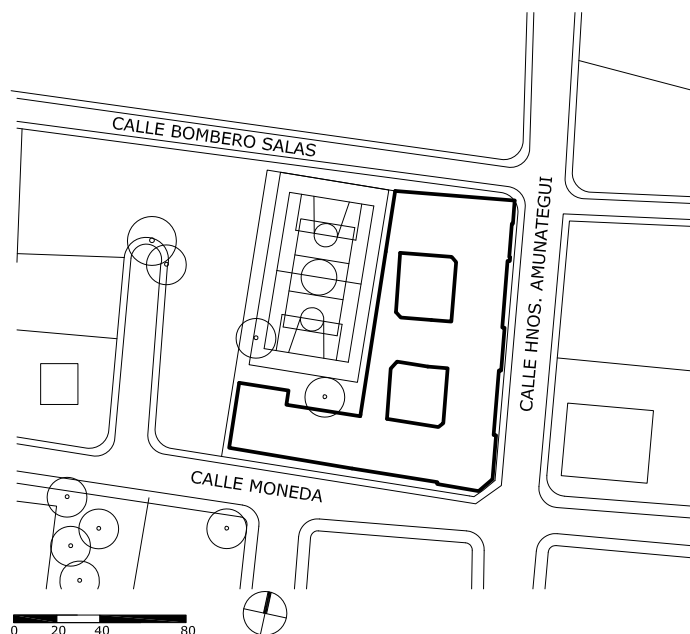 CALLE BOMBERO SALAS
CALLE HNOS. AMUNATEGUI
CALLE MONEDA
0 20 40 80